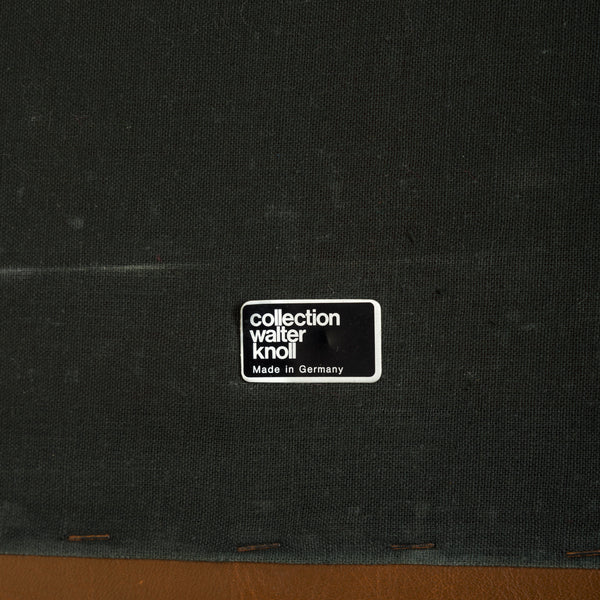 collection
walter
knoll
Made in Germany